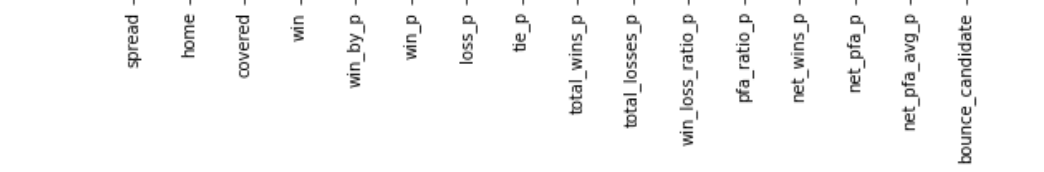 spread
home
covered
win
win_by_p
win_p
loss_p
tie_p
total_wins_p
total_losses_p
win_loss_ratio_p
pfa_ratio_p
net_wins_p
net_pfa_p
net_pfa_avg_p
bounce_candidate